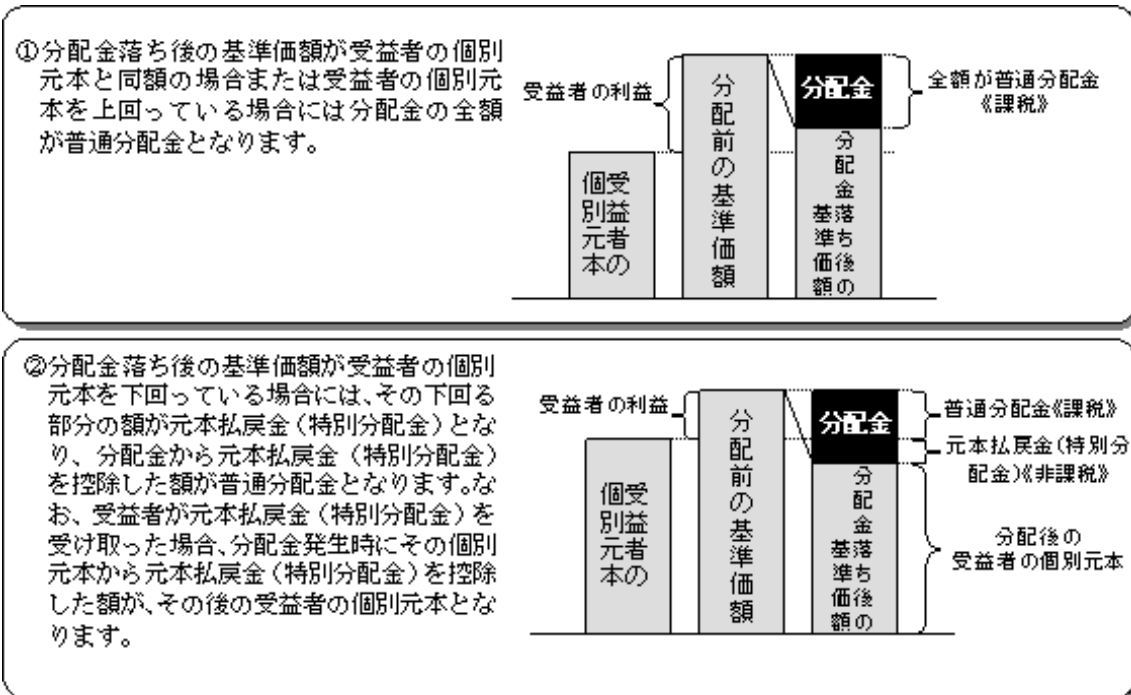 ①分配金落ち後の基準価額が受益者の個別
元本と同額の場合または受益者の個別元
本を上回っている場合には分配金の全額
が普通分配金となります。
受益者の利益
受益者の
個別元本
分配前の基準価額
分配金
分配金落ち後の
基準価額
全額が普通分配金
《課税》
②分配金落ち後の基準価額が受益者の個別
元本を下回っている場合には、その下回る
部分の額が元本払戻金(特別分配金)とな
り、分配金から元本払戻金(特別分配金)
を控除した額が普通分配金となります。な
お、受益者が元本払戻金(特別分配金)を
受け取った場合、分配金発生時にその個別
元本から元本払戻金(特別分配金)を控除
した額が、その後の受益者の個別元本とな
ります。
受益者の利益
受益者の
個別元本
分配前の基準価額
分配金
分配金落ち後の
基準価額
普通分配金《課税》
元本払戻金(特別分
配金)《非課税》
分配後の
受益者の個別元本